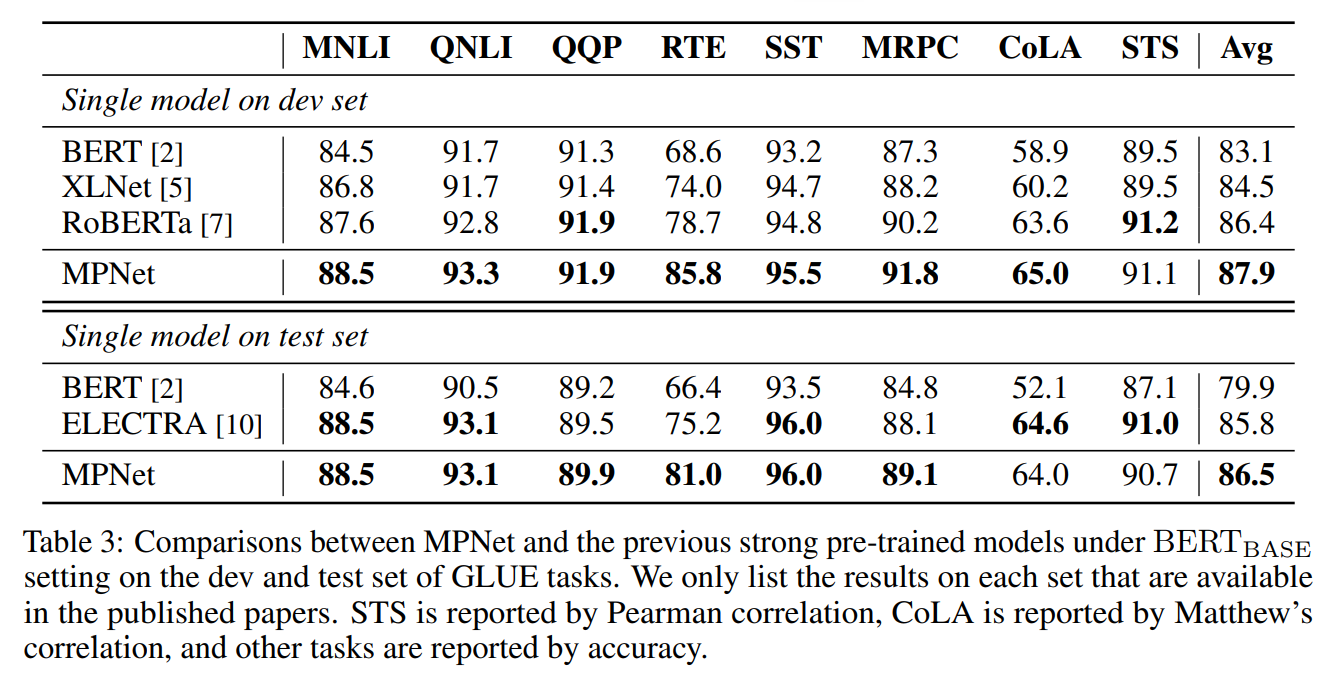 MNLI QNLI QQP RTE SST MRPC CoLA STS Avg
Single model on dev set
BERT [2] 84.5 91.7 91.3 68.6 93.2 87.3 58.9 89.5 83.1
XLNet [5] 86.8 91.7 91.4 74.0 94.7 88.2 60.2 89.5 84.5
RoBERTa [7] 87.6 92.8 91.9 78.7 94.8 90.2 63.6 91.2 86.4
MPNet 88.5 93.3 91.9 85.8 95.5 91.8 65.0 91.1 87.9
Single model on test set
BERT [2] 84.6 90.5 89.2 66.4 93.5 84.8 52.1 87.1 79.9
ELECTRA [10] 88.5 93.1 89.5 75.2 96.0 88.1 64.6 91.0 85.8
MPNet 88.5 93.1 89.9 81.0 96.0 89.1 64.0 90.7 86.5
Table 3: Comparisons between MPNet and the previous strong pre-trained models under BERTBASE
setting on the dev and test set of GLUE tasks. We only list the results on each set that are available
in the published papers. STS is reported by Pearman correlation, CoLA is reported by Matthew's
correlation, and other tasks are reported by accuracy.